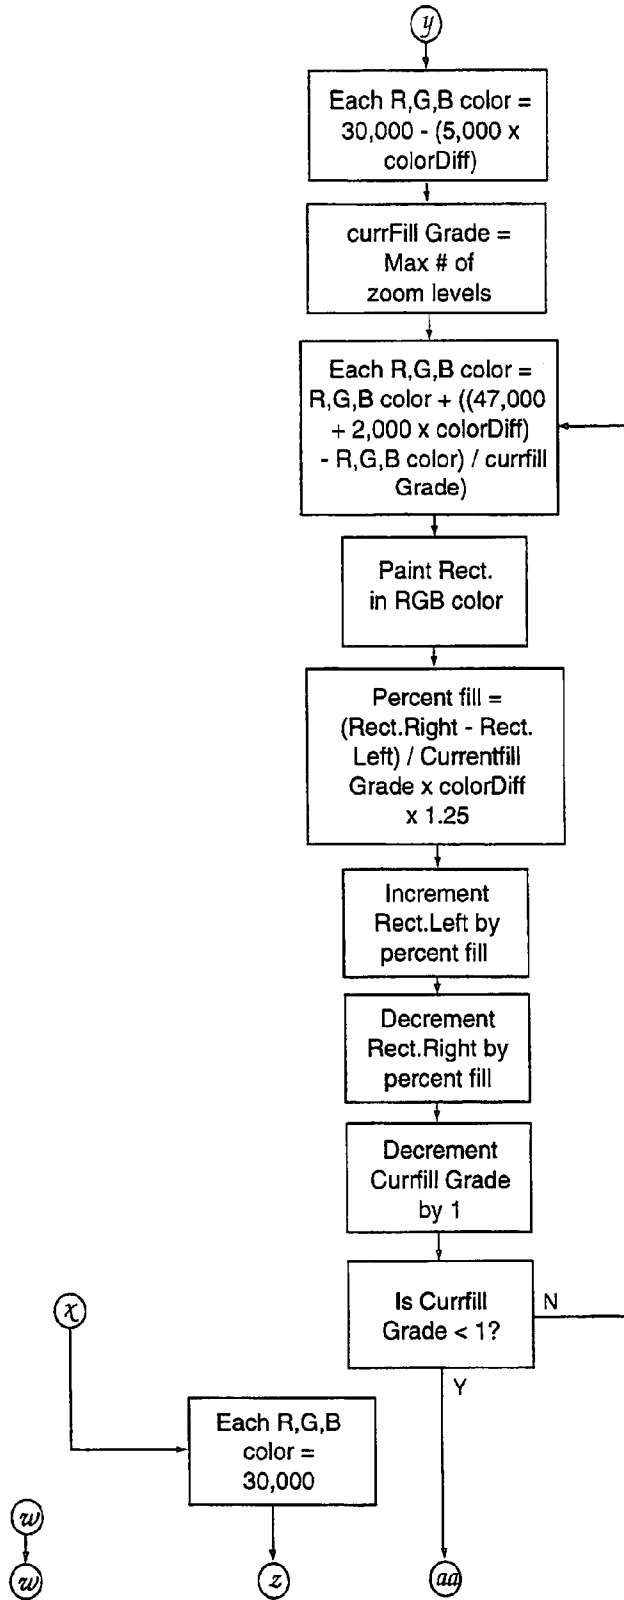 y
Each R,G,B color =
30,000 - (5,000 x
colorDiff)
currFill Grade =
Max # of
zoom levels
Each R,G,B color =
R,G,B color + ((47,000
+ 2,000 x colorDiff)
- R,G,B color) / currfill
Grade)
Paint Rect.
in RGB color
Percent fill =
(Rect.Right - Rect.
Left) / Currentfill
Grade x colorDiff
x 1.25
Increment
Rect.Left by
percent fill
Decrement
Rect.Right by
percent fill
Decrement
Currfill Grade
by 1
Is Currfill
Grade < 1?
N
Y
x
Each R,G,B
color =
30,000
w
w
z
aa